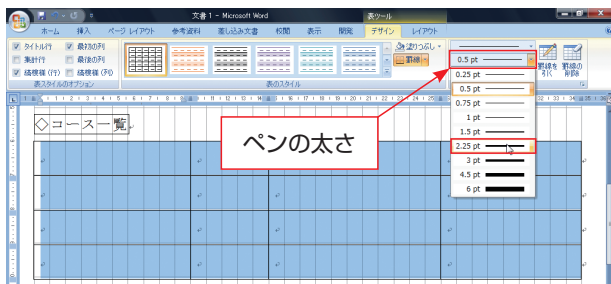 文書 1 - Microsoft Word
表ツール
ホーム 挿入 ページ レイアウト 参考資料 差し込み文書 校閲 表示 開発 デザイン レイアウト
タイトル行 最初の列
集計行 最後の列
縞模様 (行) 縞模様 (列)
表スタイルのオプション
表のスタイル
塗りつぶし
罫線
0.5 pt
罫線を引く
罫線の削除
0.25 pt
0.5 pt
0.75 pt
1 pt
1.5 pt
2.25 pt
3 pt
4.5 pt
6 pt
◇コース一覧
ペンの太さ